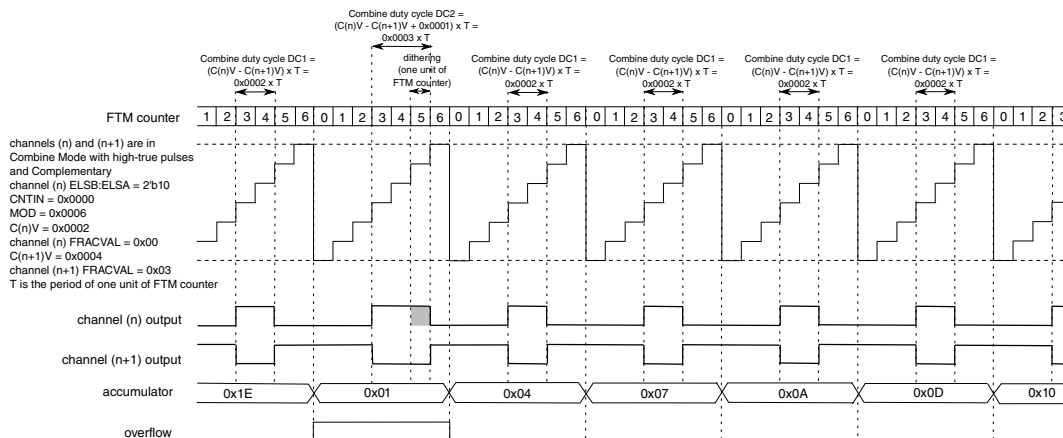 Combine duty cycle DC2 =
(C(n)V - C(n+1)V + 0x0001) x T =
0x0003 x T
Combine duty cycle DC1 =
(C(n)V - C(n+1)V) x T =
0x0002 x T
dithering
(one unit of
FTM counter)
Combine duty cycle DC1 =
(C(n)V - C(n+1)V) x T =
0x0002 x T
Combine duty cycle DC1 =
(C(n)V - C(n+1)V) x T =
0x0002 x T
Combine duty cycle DC1 =
(C(n)V - C(n+1)V) x T =
0x0002 x T
Combine duty cycle DC1 =
(C(n)V - C(n+1)V) x T =
0x0002 x T
FTM counter 1 2 3 4 5 6 0 1 2 3 4 5 6 0 1 2 3 4 5 6 0 1 2 3 4 5 6 0 1 2 3 4 5 6 0 1 2 3 4 5 6 0 1 2 3
channels (n) and (n+1) are in
Combine Mode with high-true pulses
and Complementary
channel (n) ELSB:ELSA = 2'b10
CNTIN = 0x0000
MOD = 0x0006
C(n)V = 0x0002
channel (n) FRACVAL = 0x00
C(n+1)V = 0x0004
channel (n+1) FRACVAL = 0x03
T is the period of one unit of FTM counter
channel (n) output
channel (n+1) output
accumulator 0x1E 0x01 0x04 0x07 0x0A 0x0D 0x10
overflow